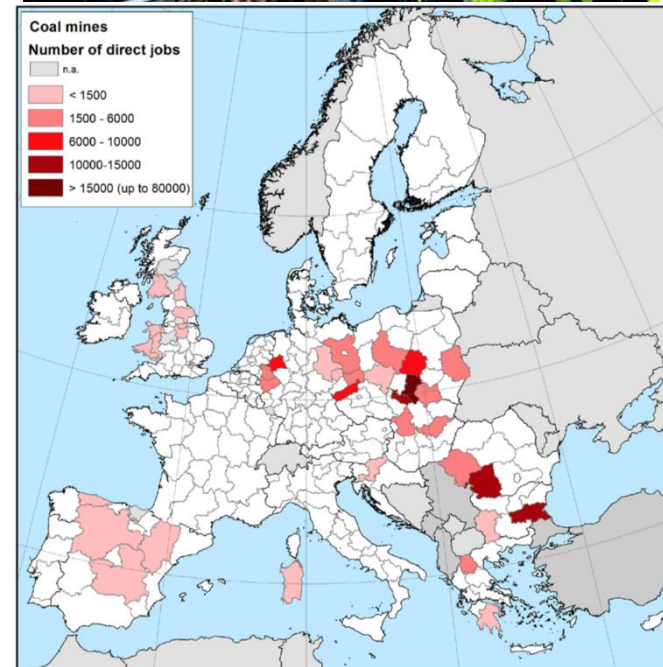 Coal mines
Number of direct jobs
n.a.
< 1500
1500 - 6000
6000 - 10000
10000-15000
> 15000 (up to 80000)